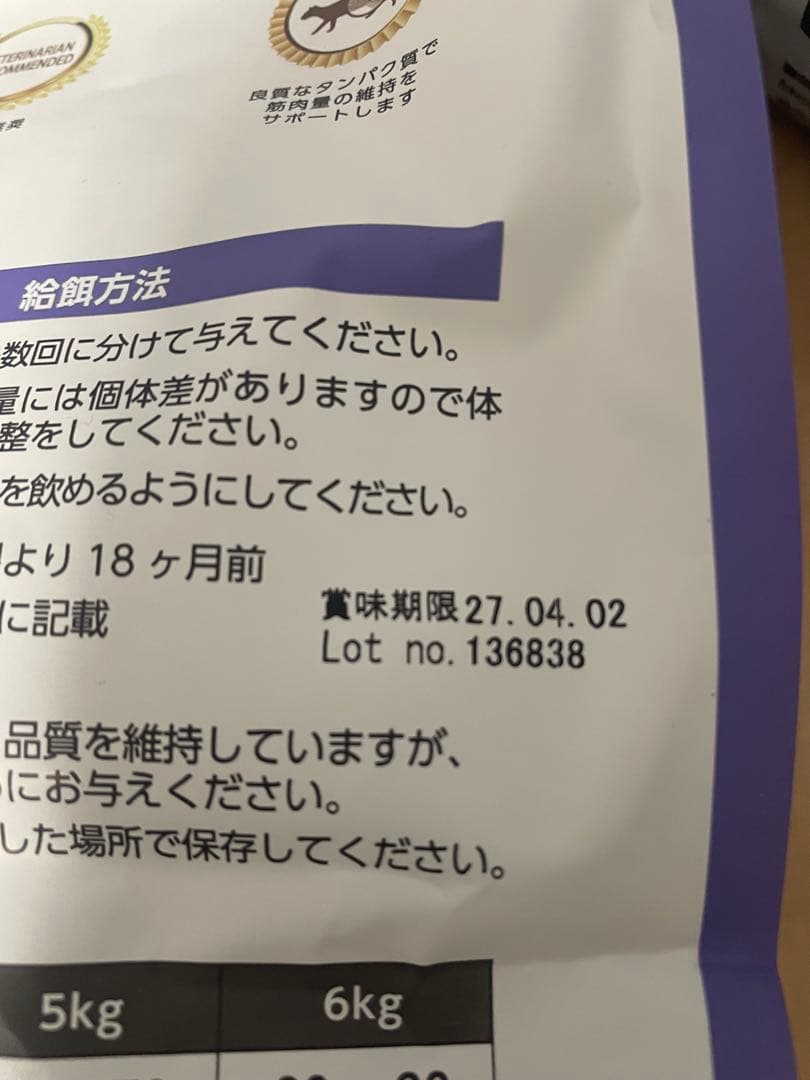 VETERINARIAN
RECOMMENDED
良質なタンパク質で
筋肉量の維持を
サポートします
給餌方法
数回に分けて与えてください。
量には個体差がありますので体
整をしてください。
を飲めるようにしてください。
より 18 ヶ月前
に記載
賞味期限27.04.02
Lot no.136838
品質を維持していますが、
にお与えください。
した場所で保存してください。
5kg 6kg